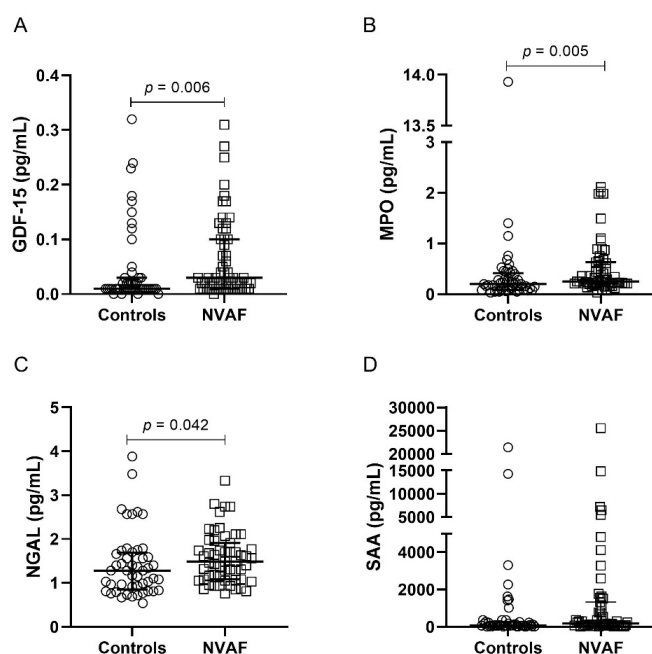 A
GDF-15 (pg/mL)
0.4
0.3
0.2
0.1
0.0
p = 0.006
Controls NVAF
B
MPO (pg/mL)
14.0
13.5
3
2
1
0
p = 0.005
Controls NVAF
C
NGAL (pg/mL)
5
4
3
2
1
0
p = 0.042
Controls NVAF
D
SAA (pg/mL)
30000
25000
20000
15000
10000
5000
4000
2000
0
Controls NVAF